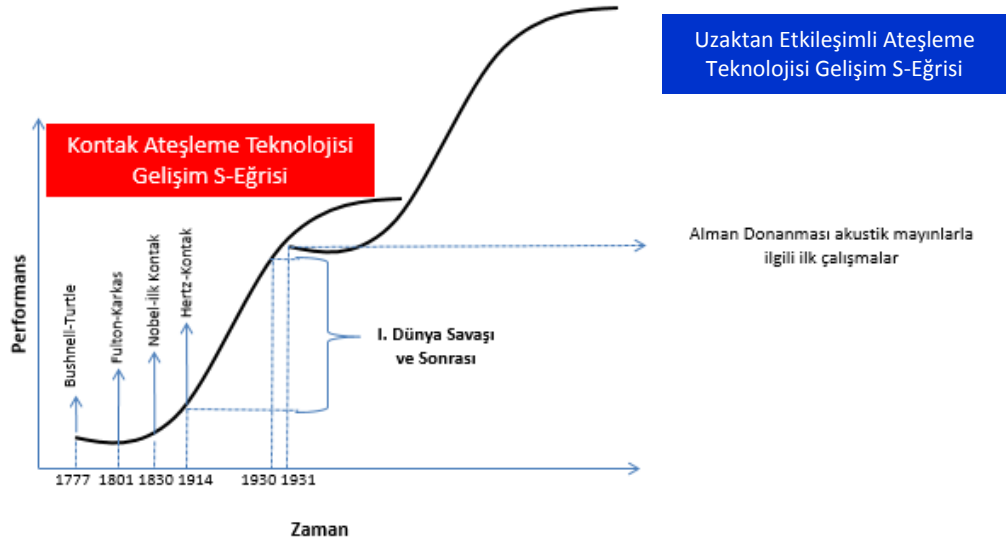 Uzaktan Etkileşimli Ateşleme
Teknolojisi Gelişim S-Eğrisi
Kontak Ateşleme Teknolojisi
Gelişim S-Eğrisi
Alman Donanması akustik mayınlarla
ilgili ilk çalışmalar
Performans
Bushnell-Turtle
Fulton-Karkas
Nobel-İlk Kontak
Hertz-Kontak
I. Dünya Savaşı
ve Sonrası
1777 1801 1830 1914 1930 1931
Zaman